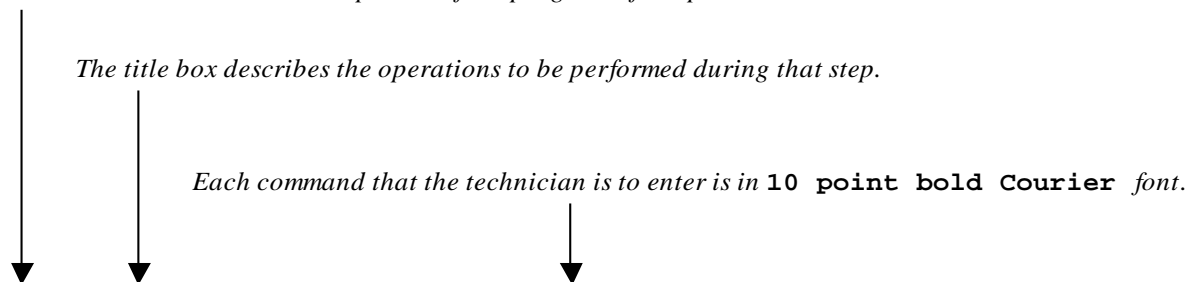 The title box describes the operations to be performed during that step.
Each command that the technician is to enter is in 10 point bold Courier font.